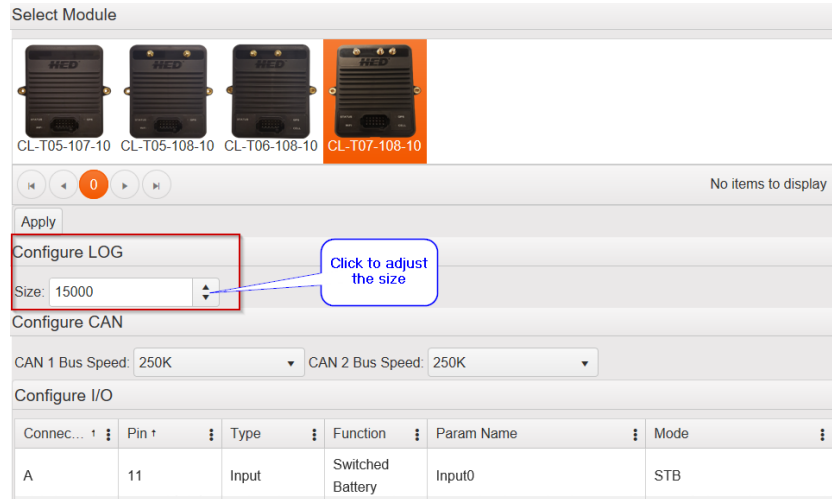 Select Module
HED HED HED HED
CL-T05-107-10 CL-T05-108-10 CL-T06-108-10 CL-T07-108-10
0
No items to display
Apply
Configure LOG
Click to adjust
the size
Size: 15000
Configure CAN
CAN 1 Bus Speed: 250K CAN 2 Bus Speed: 250K
Configure I/O
Connec... ↑ Pin ↑ Type Function Param Name Mode
A 11 Input Switched Battery Input0 STB